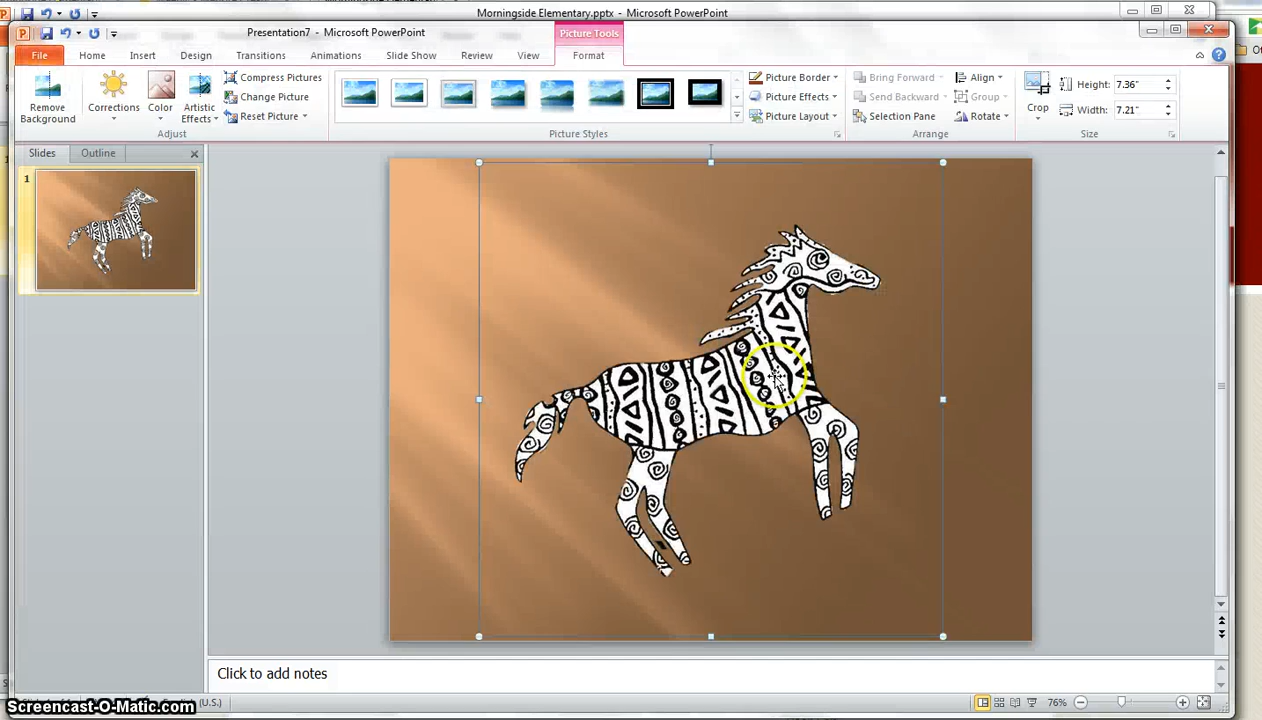 Morningside Elementary.pptx - Microsoft PowerPoint
Presentation7 - Microsoft PowerPoint
Picture Tools
File Home Insert Design Transitions Animations Slide Show Review View Format
Remove Background
Corrections
Color
Artistic Effects
Compress Pictures
Change Picture
Reset Picture
Adjust
Picture Styles
Picture Border
Picture Effects
Picture Layout
Bring Forward
Send Backward
Selection Pane
Align
Group
Rotate
Arrange
Crop
Height: 7.36"
Width: 7.21"
Size
Slides Outline
1
Click to add notes
(U.S.)
76%
Screencast-O-Matic.com